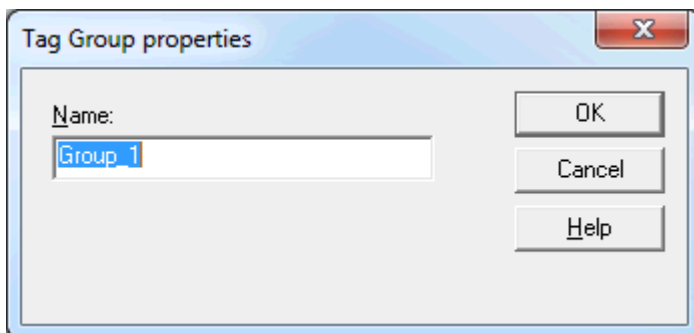 Tag Group properties
Name:
Group_1
OK
Cancel
Help